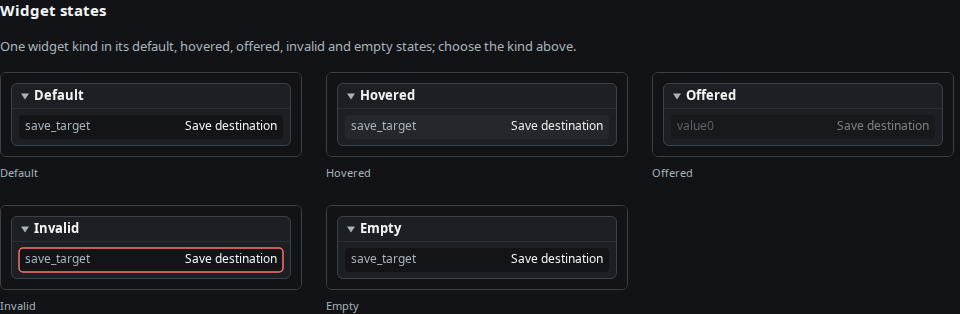 Widget states
One widget kind in its default, hovered, offered, invalid and empty states; choose the kind above.
Default
save_target Save destination
Default
Hovered
save_target Save destination
Hovered
Offered
value0 Save destination
Offered
Invalid
save_target Save destination
Invalid
Empty
save_target Save destination
Empty